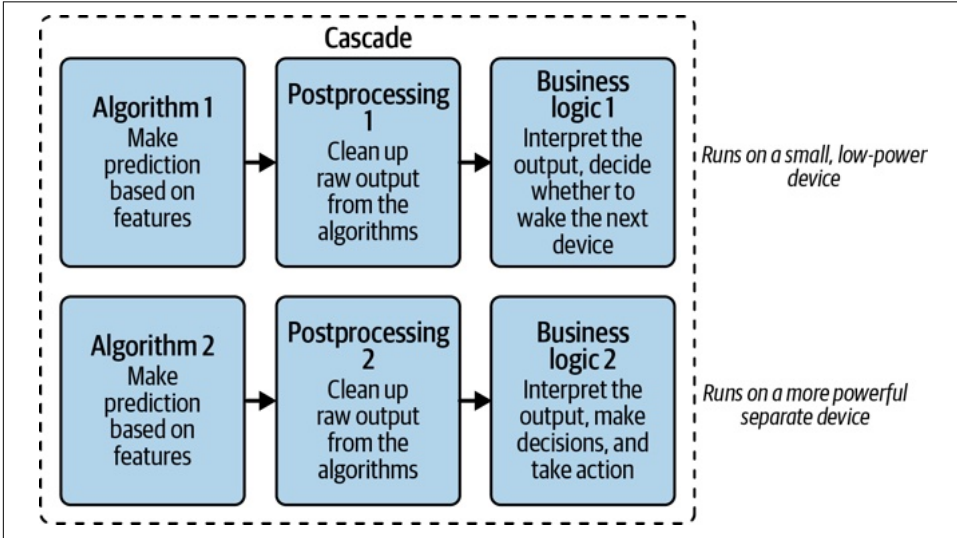 Cascade
Algorithm 1
Make
prediction
based on
features
Postprocessing
1
Clean up
raw output
from the
algorithms
Business
logic 1
Interpret the
output, decide
whether to
wake the next
device
Runs on a small, low-power
device
Algorithm 2
Make
prediction
based on
features
Postprocessing
2
Clean up
raw output
from the
algorithms
Business
logic 2
Interpret the
output, make
decisions, and
take action
Runs on a more powerful
separate device